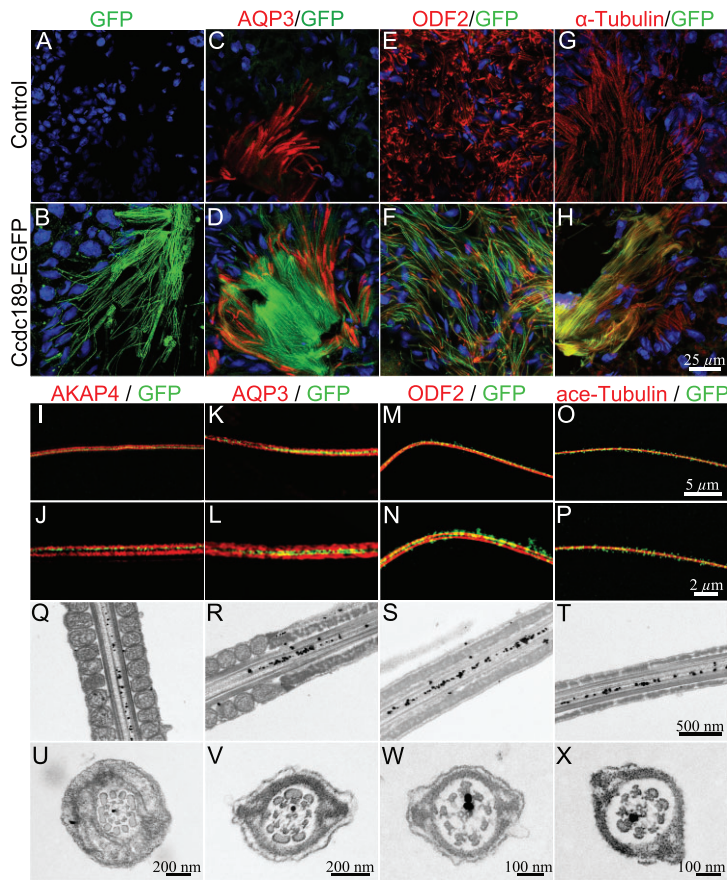 GFP AQP3/GFP ODF2/GFP α-Tubulin/GFP
Control
A C E G
Ccdc189-EGFP
B D F H
25 µm
AKAP4 / GFP AQP3 / GFP ODF2 / GFP ace-Tubulin / GFP
I K M O
5 µm
J L N P
2 µm
Q R S T
500 nm
U V W X
200 nm 200 nm 100 nm 100 nm